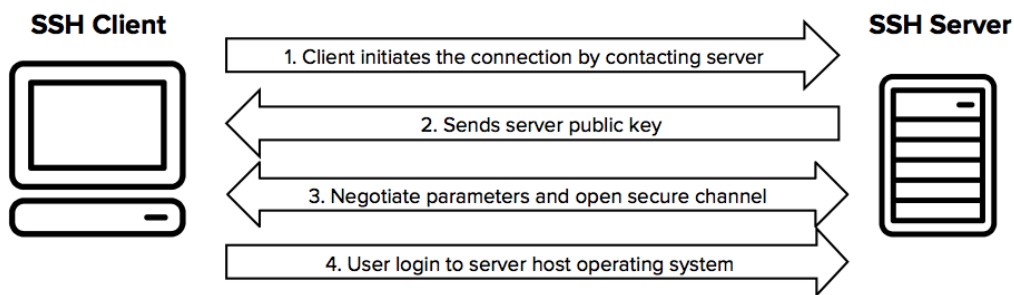 SSH Client
SSH Server
1. Client initiates the connection by contacting server
2. Sends server public key
3. Negotiate parameters and open secure channel
4. User login to server host operating system